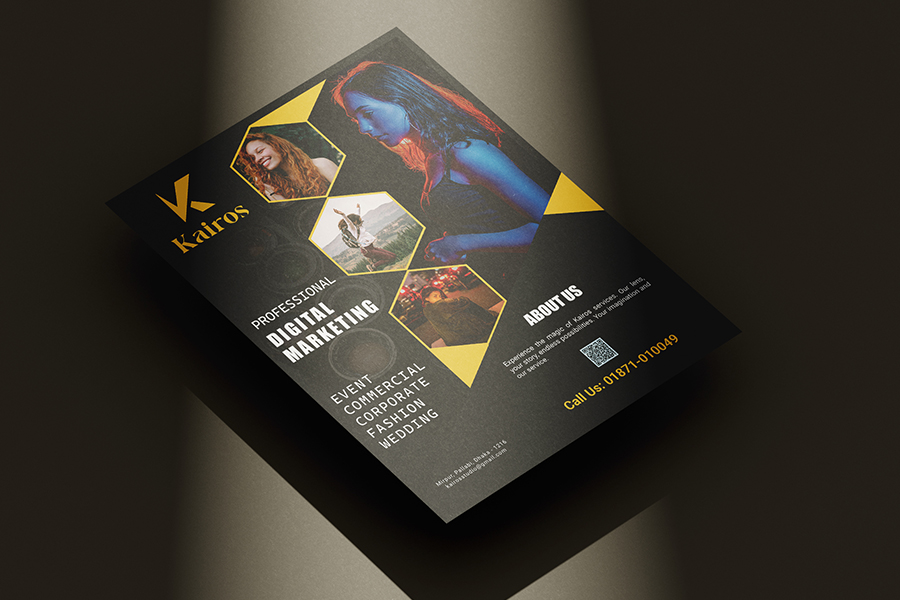 K
Kairos
PROFESSIONAL
DIGITAL
MARKETING
EVENT
COMMERCIAL
CORPORATE
FASHION
WEDDING
Mirpur, Pallabi, Dhaka - 1216
kairosstudio@gmail.com
ABOUT US
Experience the magic of Kairos services. Our lens,
your story, endless possibilities. Your imagination and
our service.
Call Us: 01871-010049